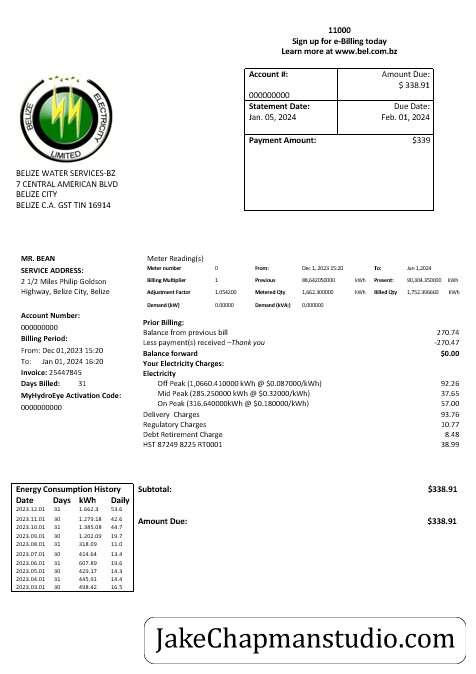 11000
Sign up for e-Billing today
Learn more at www.bel.com.bz
Account #:
000000000
Amount Due:
$ 338.91
Statement Date:
Jan. 05, 2024
Due Date:
Feb. 01, 2024
Payment Amount: $339
BELIZE ELECTRICITY LIMITED
BELIZE WATER SERVICES-BZ
7 CENTRAL AMERICAN BLVD
BELIZE CITY
BELIZE C.A. GST TIN 16914
MR. BEAN
SERVICE ADDRESS:
2 1/2 Miles Philip Goldson
Highway, Belize City, Belize
Account Number:
000000000
Billing Period:
From: Dec 01,2023 15:20
To: Jan 01, 2024 16:20
Invoice: 25447845
Days Billed: 31
MyHydroEye Activation Code:
0000000000
Meter Reading(s)
Meter number 0 From: Dec 1, 2023 15:20 To: Jan 1,2024
Billing Multiplier 1 Previous kWh Present: kWh
Adjustment Factor 1,054200 Metered Qty 1,662.300000 kWh Billed Qty kWh
Demand (kW) 0.00000 Demand (kVA): 0,000000
Prior Billing:
Balance from previous bill 270.74
Less payment(s) received –Thank you -270.47
Balance forward $0.00
Your Electricity Charges:
Electricity
Off Peak (1,0660.410000 kWh @ $0.087000/kWh) 92.26
Mid Peak (285.250000 kWh @ $0.32000/kWh) 37.65
On Peak (316.640000kWh @ $0.180000/kWh) 57.00
Delivery Charges 93.76
Regulatory Charges 10.77
Debt Retirement Charge 8.48
HST 87249 8225 RT0001 38.99
Energy Consumption History
Date Days kWh Daily
2023.12.01 31 1.662.3 53.6
2023.11.01 30 1.279.18 42.6
2023.10.01 31 1.385.08 44.7
2023.09.01 30 1.202.09 19.7
2023.08.01 31 318.09 11.0
2023.07.01 30 414.64 13.4
2023.06.01 31 607.89 19.6
2023.05.01 30 429.17 14.3
2023.04.01 31 445.91 14.4
2023.03.01 30 498.42 16.5
Subtotal: $338.91
Amount Due: $338.91
JakeChapmanstudio.com